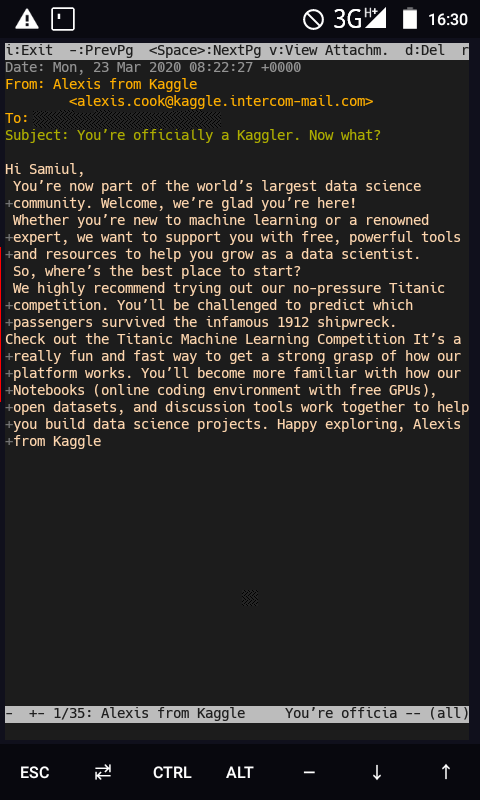 3G H+ 16:30
i:Exit  -:PrevPg  <Space>:NextPg v:View Attachm.  d:Del  r
Date: Mon, 23 Mar 2020 08:22:27 +0000
From: Alexis from Kaggle
<alexis.cook@kaggle.intercom-mail.com>
To:
Subject: You’re officially a Kaggler. Now what?
Hi Samiul,
You’re now part of the world’s largest data science
+community. Welcome, we’re glad you’re here!
Whether you’re new to machine learning or a renowned
+expert, we want to support you with free, powerful tools
+and resources to help you grow as a data scientist.
So, where’s the best place to start?
We highly recommend trying out our no-pressure Titanic
+competition. You’ll be challenged to predict which
+passengers survived the infamous 1912 shipwreck.
Check out the Titanic Machine Learning Competition It’s a
+really fun and fast way to get a strong grasp of how our
+platform works. You’ll become more familiar with how our
+Notebooks (online coding environment with free GPUs),
+open datasets, and discussion tools work together to help
+you build data science projects. Happy exploring, Alexis
+from Kaggle
-  +- 1/35: Alexis from Kaggle     You’re officia -- (all)
ESC ⇄ CTRL ALT – ↓ ↑